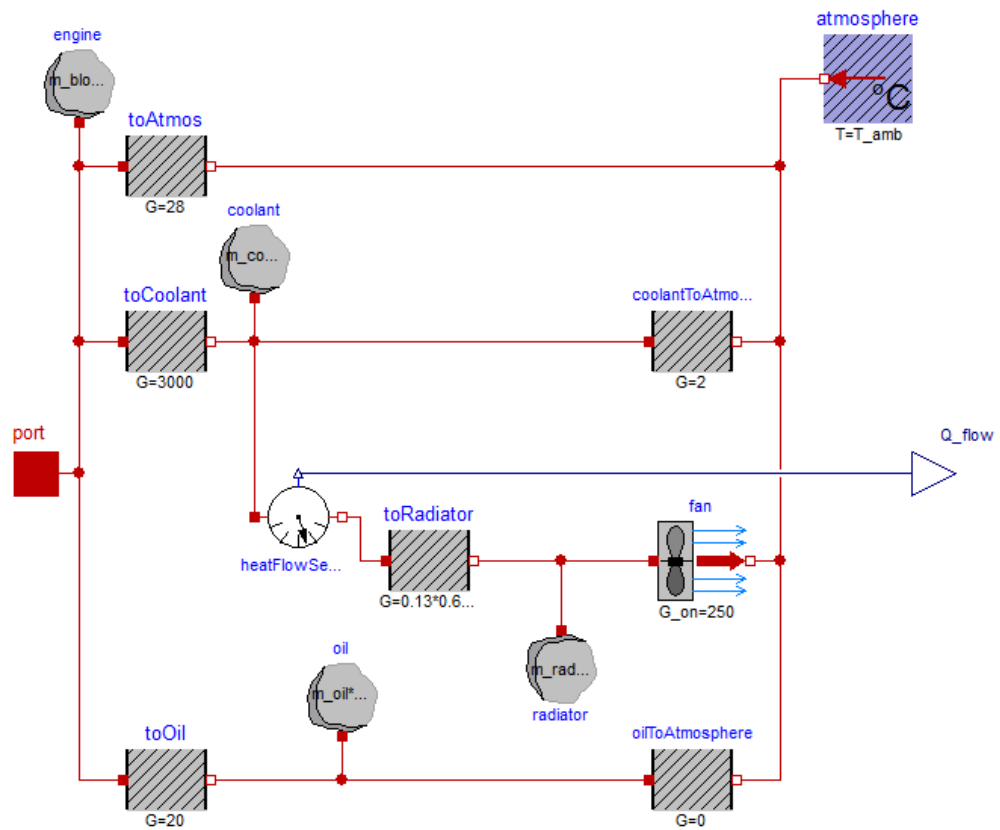 atmosphere
engine
m_blo...
°C
toAtmos
T=T_amb
G=28
coolant
m_co...
toCoolant
coolantToAtmo...
G=3000
G=2
port
Q_flow
toRadiator
fan
heatFlowSe...
G=0.13*0.6...
G_on=250
oil
m_oil*...
m_rad...
radiator
toOil
oilToAtmosphere
G=20
G=0